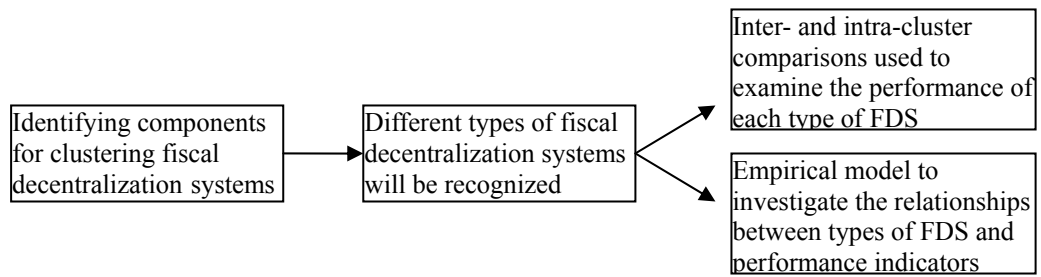 Identifying components
for clustering fiscal
decentralization systems
Different types of fiscal
decentralization systems
will be recognized
Inter- and intra-cluster
comparisons used to
examine the performance of
each type of FDS
Empirical model to
investigate the relationships
between types of FDS and
performance indicators